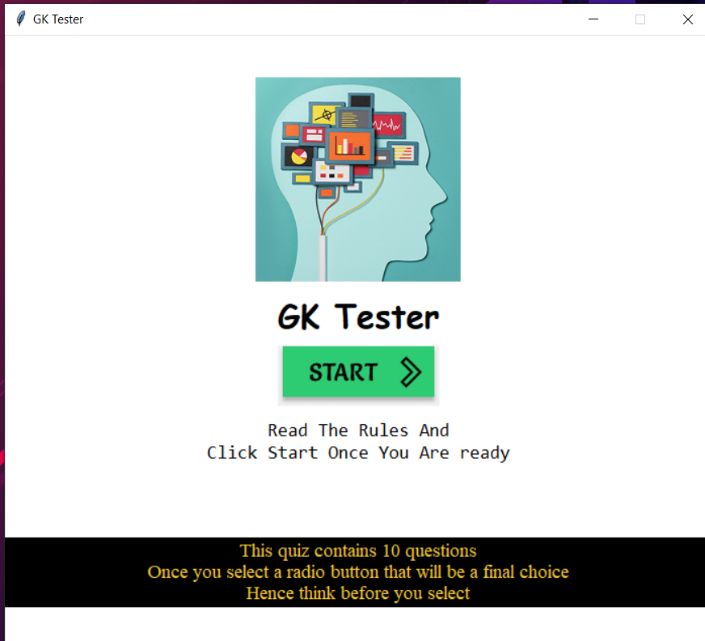 GK Tester
GK Tester
START
Read The Rules And
Click Start Once You Are ready
This quiz contains 10 questions
Once you select a radio button that will be a final choice
Hence think before you select